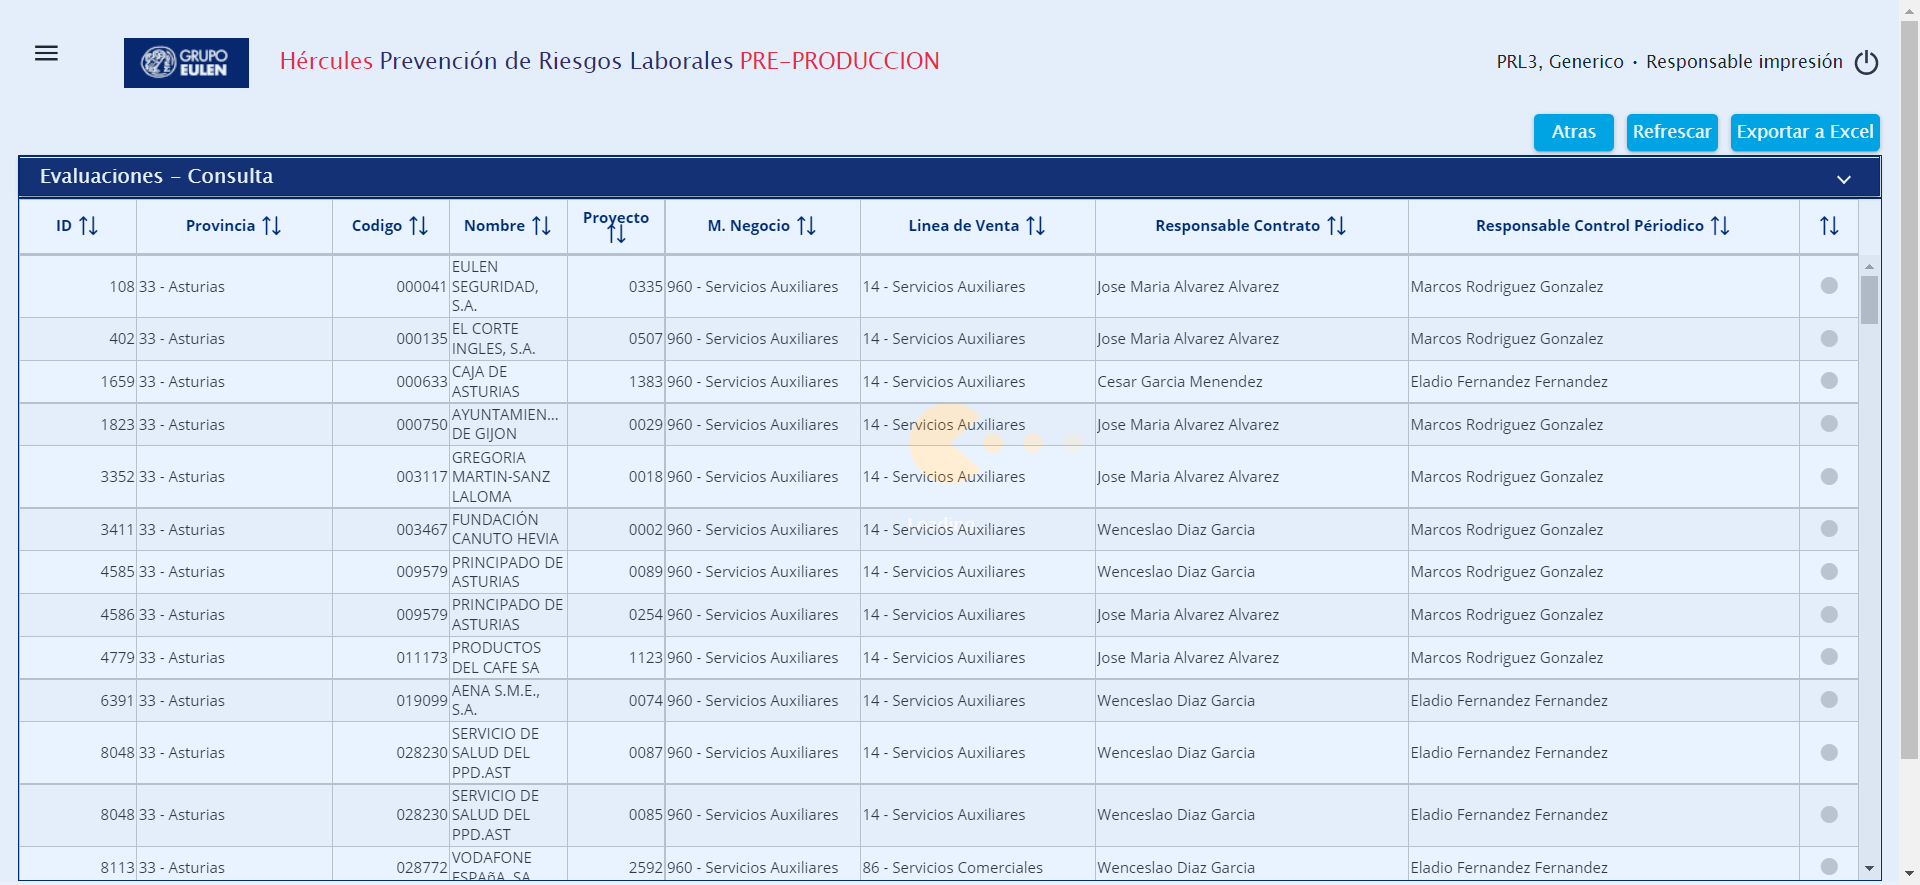 GRUPO
EULEN
Hércules Prevención de Riesgos Laborales PRE-PRODUCCION
PRL3, Generico · Responsable impresión
Atras Refrescar Exportar a Excel
Evaluaciones - Consulta
ID Provincia Codigo Nombre Proyecto M. Negocio Linea de Venta Responsable Contrato Responsable Control Périodico
108 33 - Asturias 000041 EULEN SEGURIDAD, S.A. 0335 960 - Servicios Auxiliares 14 - Servicios Auxiliares Jose Maria Alvarez Alvarez Marcos Rodriguez Gonzalez
402 33 - Asturias 000135 EL CORTE INGLES, S.A. 0507 960 - Servicios Auxiliares 14 - Servicios Auxiliares Jose Maria Alvarez Alvarez Marcos Rodriguez Gonzalez
1659 33 - Asturias 000633 CAJA DE ASTURIAS 1383 960 - Servicios Auxiliares 14 - Servicios Auxiliares Cesar Garcia Menendez Eladio Fernandez Fernandez
1823 33 - Asturias 000750 AYUNTAMIEN... DE GIJON 0029 960 - Servicios Auxiliares 14 - Servicios Auxiliares Jose Maria Alvarez Alvarez Marcos Rodriguez Gonzalez
3352 33 - Asturias 003117 GREGORIA MARTIN-SANZ LALOMA 0018 960 - Servicios Auxiliares 14 - Servicios Auxiliares Jose Maria Alvarez Alvarez Marcos Rodriguez Gonzalez
Loading...
3411 33 - Asturias 003467 FUNDACIÓN CANUTO HEVIA 0002 960 - Servicios Auxiliares 14 - Servicios Auxiliares Wenceslao Diaz Garcia Marcos Rodriguez Gonzalez
4585 33 - Asturias 009579 PRINCIPADO DE ASTURIAS 0089 960 - Servicios Auxiliares 14 - Servicios Auxiliares Wenceslao Diaz Garcia Marcos Rodriguez Gonzalez
4586 33 - Asturias 009579 PRINCIPADO DE ASTURIAS 0254 960 - Servicios Auxiliares 14 - Servicios Auxiliares Jose Maria Alvarez Alvarez Marcos Rodriguez Gonzalez
4779 33 - Asturias 011173 PRODUCTOS DEL CAFE SA 1123 960 - Servicios Auxiliares 14 - Servicios Auxiliares Jose Maria Alvarez Alvarez Marcos Rodriguez Gonzalez
6391 33 - Asturias 019099 AENA S.M.E., S.A. 0074 960 - Servicios Auxiliares 14 - Servicios Auxiliares Wenceslao Diaz Garcia Eladio Fernandez Fernandez
8048 33 - Asturias 028230 SERVICIO DE SALUD DEL PPD.AST 0087 960 - Servicios Auxiliares 14 - Servicios Auxiliares Wenceslao Diaz Garcia Eladio Fernandez Fernandez
8048 33 - Asturias 028230 SERVICIO DE SALUD DEL PPD.AST 0085 960 - Servicios Auxiliares 14 - Servicios Auxiliares Wenceslao Diaz Garcia Eladio Fernandez Fernandez
8113 33 - Asturias 028772 VODAFONE ESPAñA, SA 2592 960 - Servicios Auxiliares 86 - Servicios Comerciales Wenceslao Diaz Garcia Eladio Fernandez Fernandez